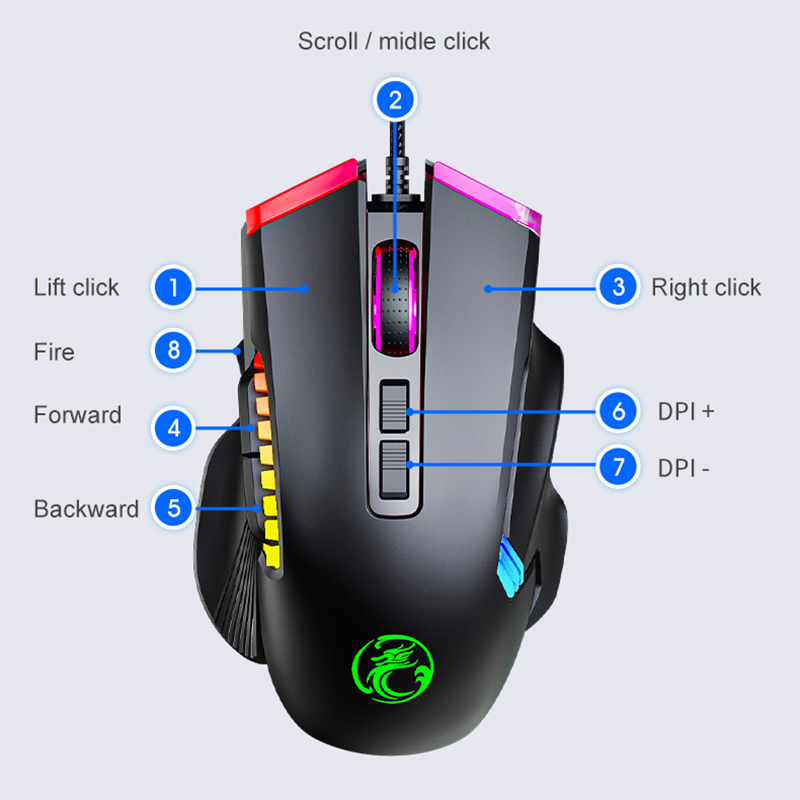 Scroll / midle click
2
Lift click 1
3 Right click
Fire 8
Forward 4
6 DPI +
7 DPI -
Backward 5